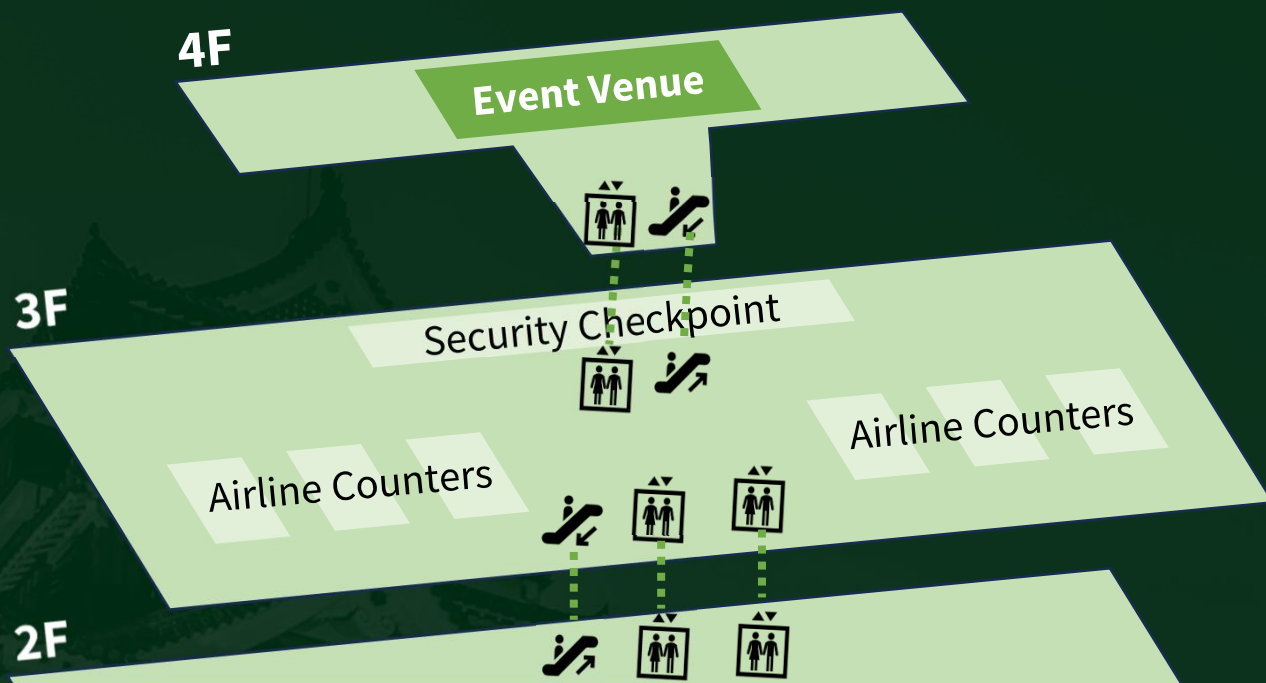 4F
Event Venue
3F
Security Checkpoint
Airline Counters
Airline Counters
2F